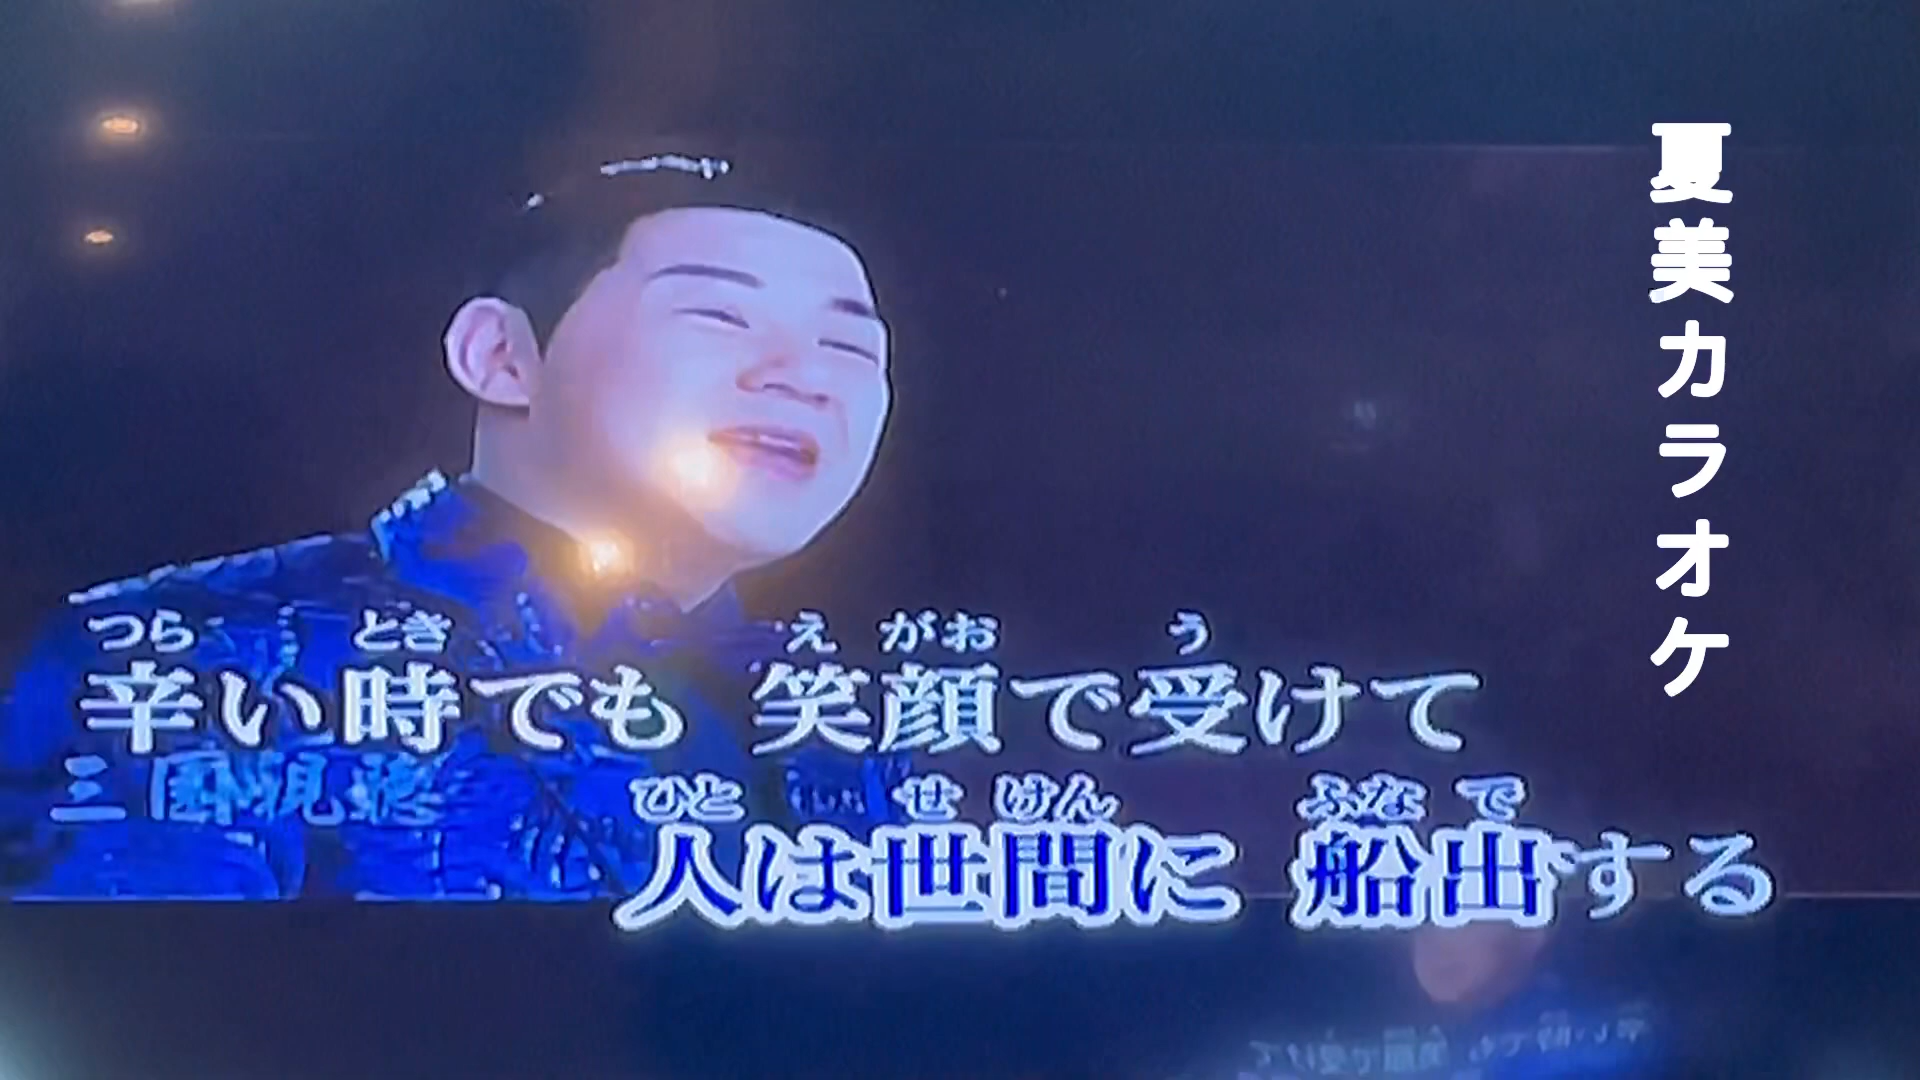 夏美カラオケ
つら とき え がお う
辛い時でも 笑顔で受けて
三國視聴
ひと せ けん ふな で
人は世間に 船出する